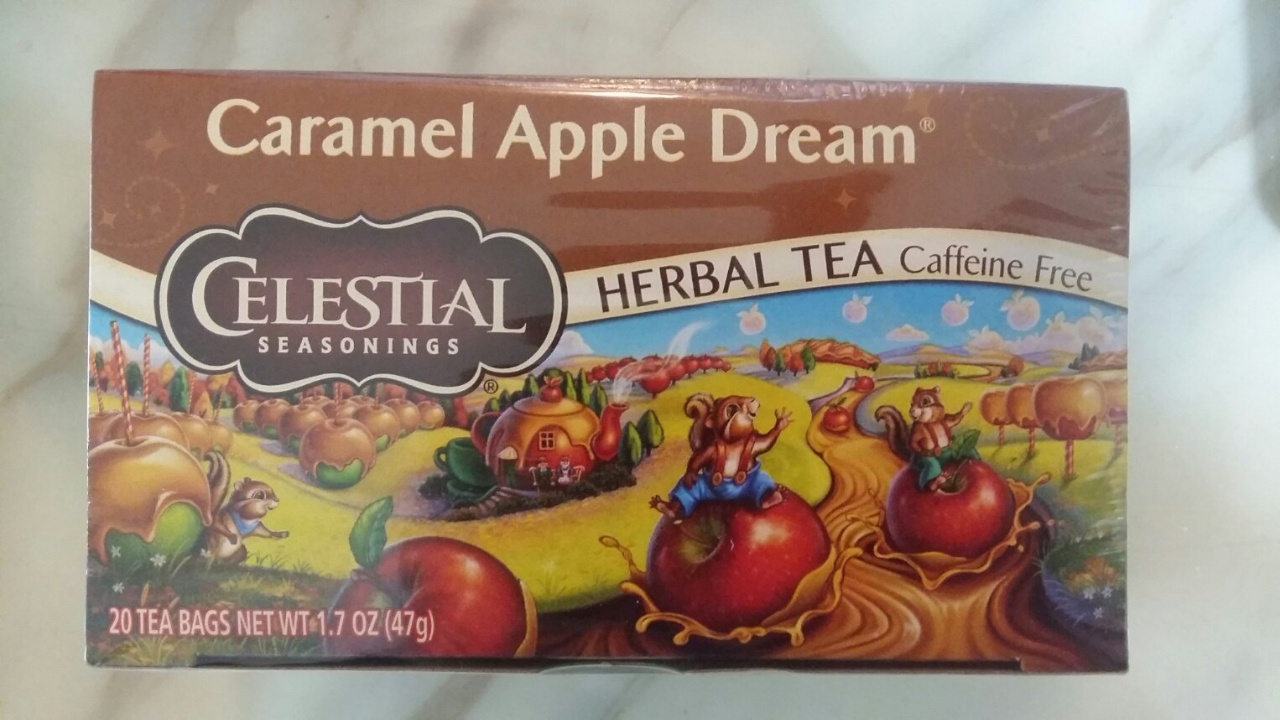 Caramel Apple Dream®
CELESTIAL
SEASONINGS®
HERBAL TEA Caffeine Free
20 TEA BAGS NET WT 1.7 OZ (47g)